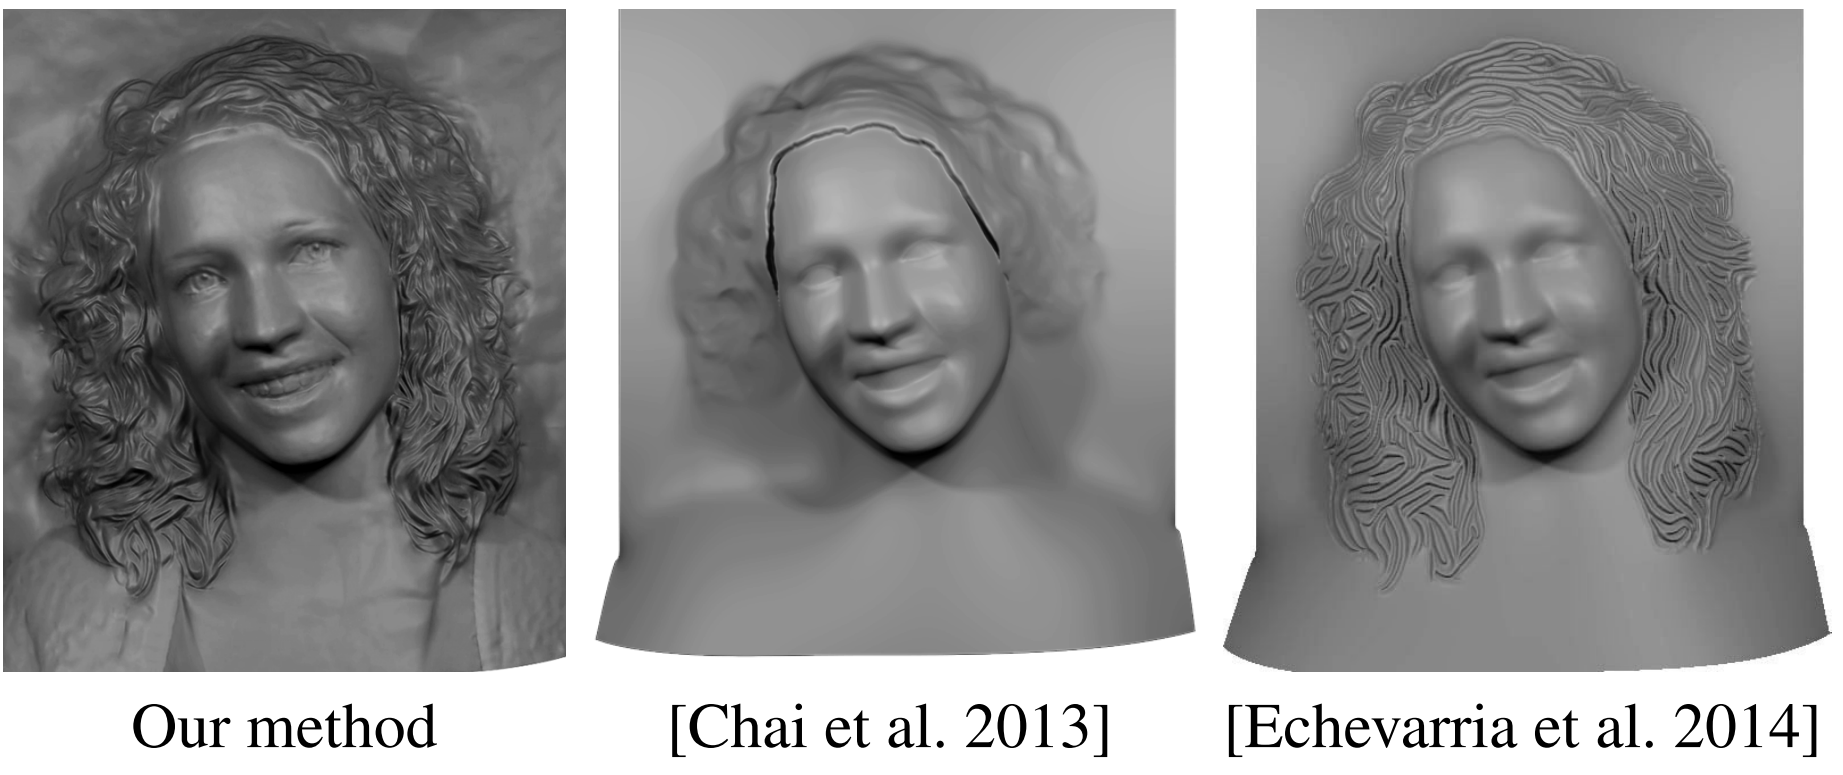 Our method
[Chai et al. 2013]
[Echevarria et al. 2014]